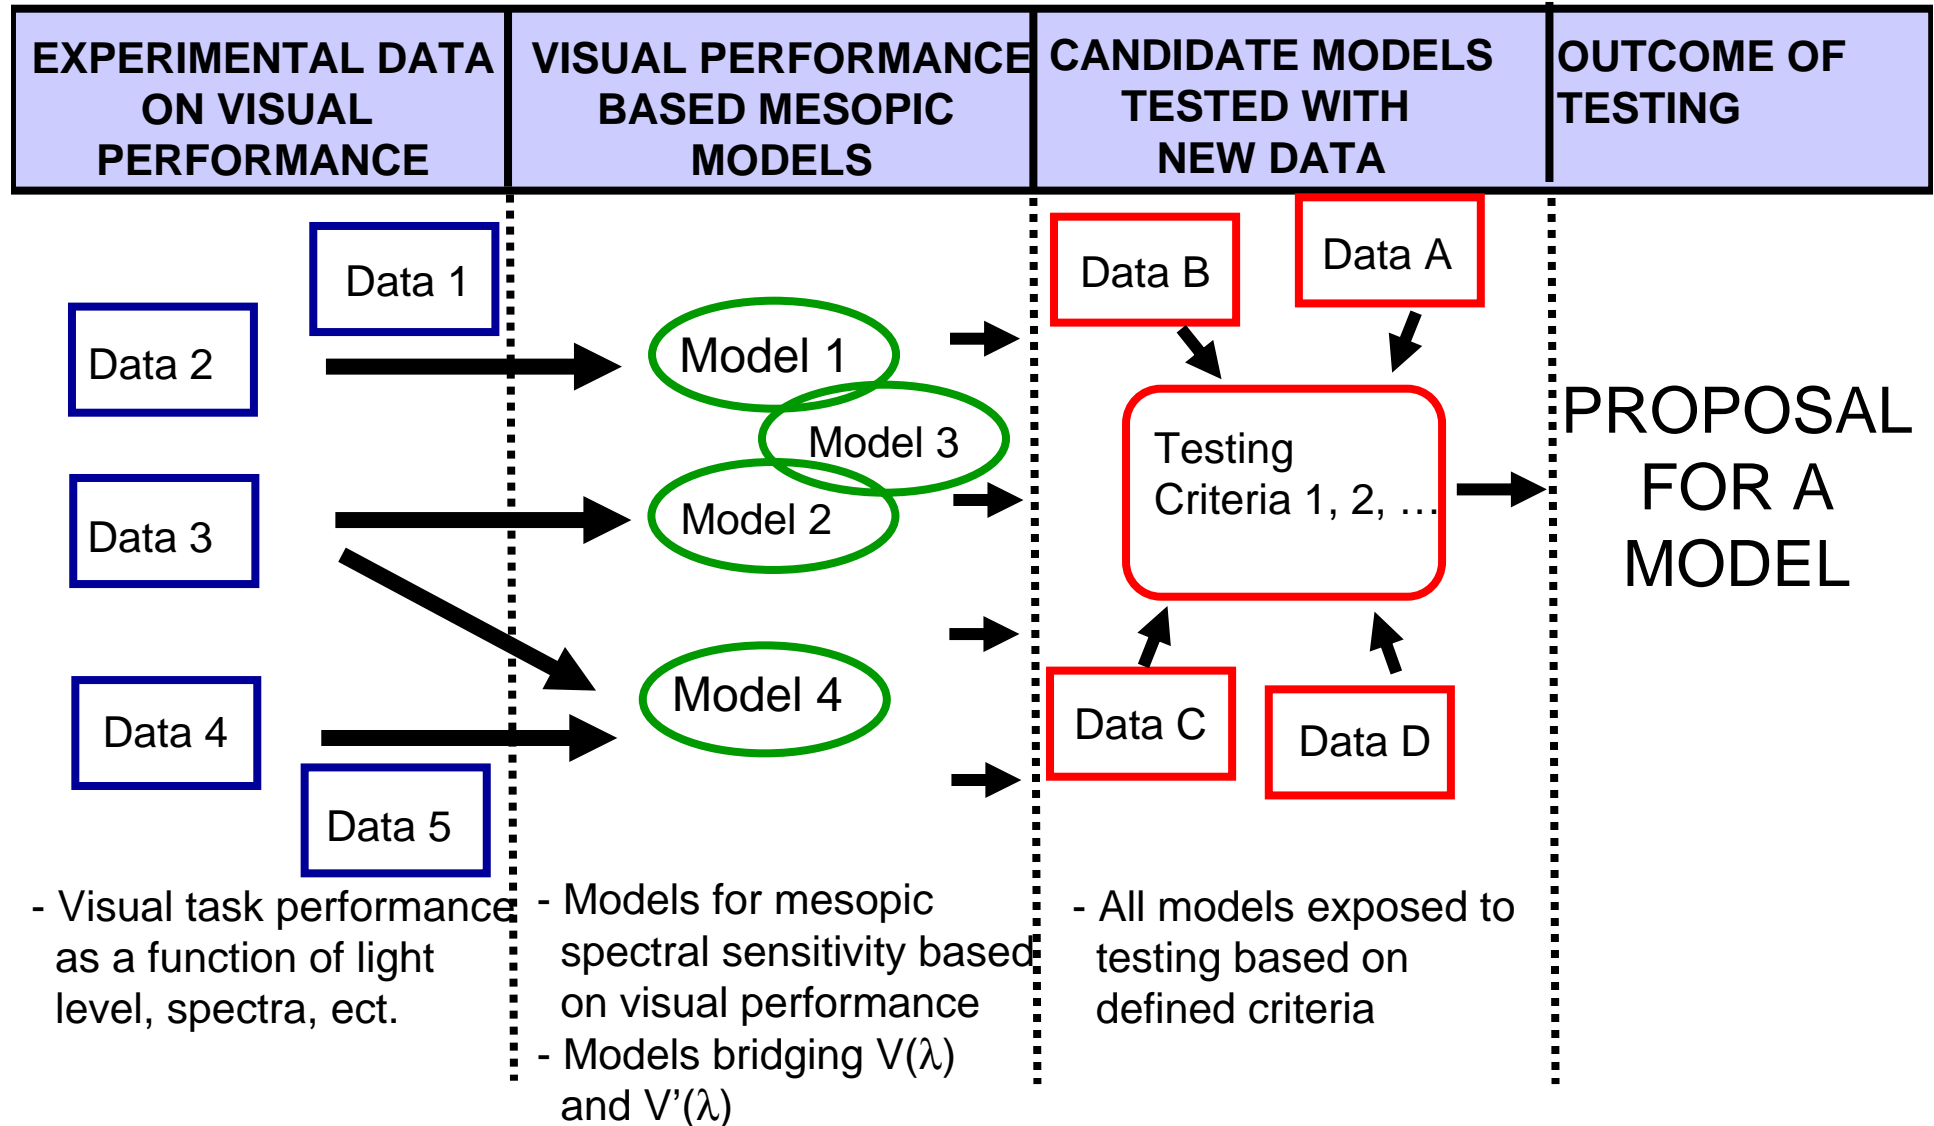 EXPERIMENTAL DATA
ON VISUAL
PERFORMANCE
VISUAL PERFORMANCE
BASED MESOPIC
MODELS
CANDIDATE MODELS
TESTED WITH
NEW DATA
OUTCOME OF
TESTING
Data 1
Data 2
Data 3
Data 4
Data 5
- Visual task performance
as a function of light
level, spectra, ect.
Model 1
Model 3
Model 2
Model 4
- Models for mesopic
spectral sensitivity based
on visual performance
- Models bridging V(λ)
and V’(λ)
Data B
Data A
Testing
Criteria 1, 2, …
Data C
Data D
- All models exposed to
testing based on
defined criteria
PROPOSAL
FOR A
MODEL